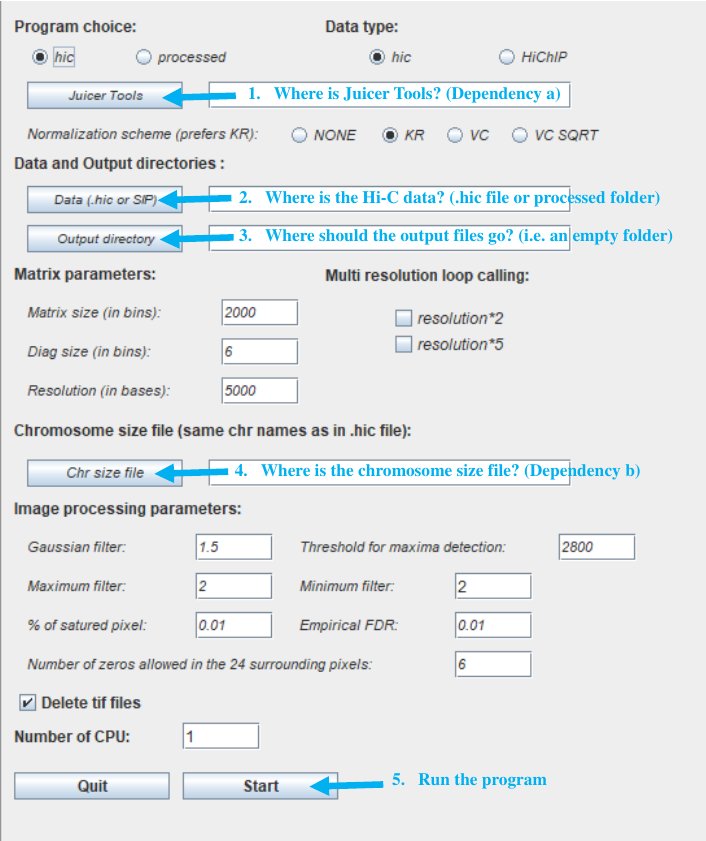 Program choice: Data type:
hic processed hic HiChIP
Juicer Tools 1. Where is Juicer Tools? (Dependency a)
Normalization scheme (prefers KR): NONE KR VC VC SQRT
Data and Output directories :
Data (.hic or SIP) 2. Where is the Hi-C data? (.hic file or processed folder)
Output directory 3. Where should the output files go? (i.e. an empty folder)
Matrix parameters: Multi resolution loop calling:
Matrix size (in bins): 2000 resolution*2
Diag size (in bins): 6 resolution*5
Resolution (in bases): 5000
Chromosome size file (same chr names as in .hic file):
Chr size file 4. Where is the chromosome size file? (Dependency b)
Image processing parameters:
Gaussian filter: 1.5 Threshold for maxima detection: 2800
Maximum filter: 2 Minimum filter: 2
% of satured pixel: 0.01 Empirical FDR: 0.01
Number of zeros allowed in the 24 surrounding pixels: 6
Delete tif files
Number of CPU: 1
Quit Start 5. Run the program